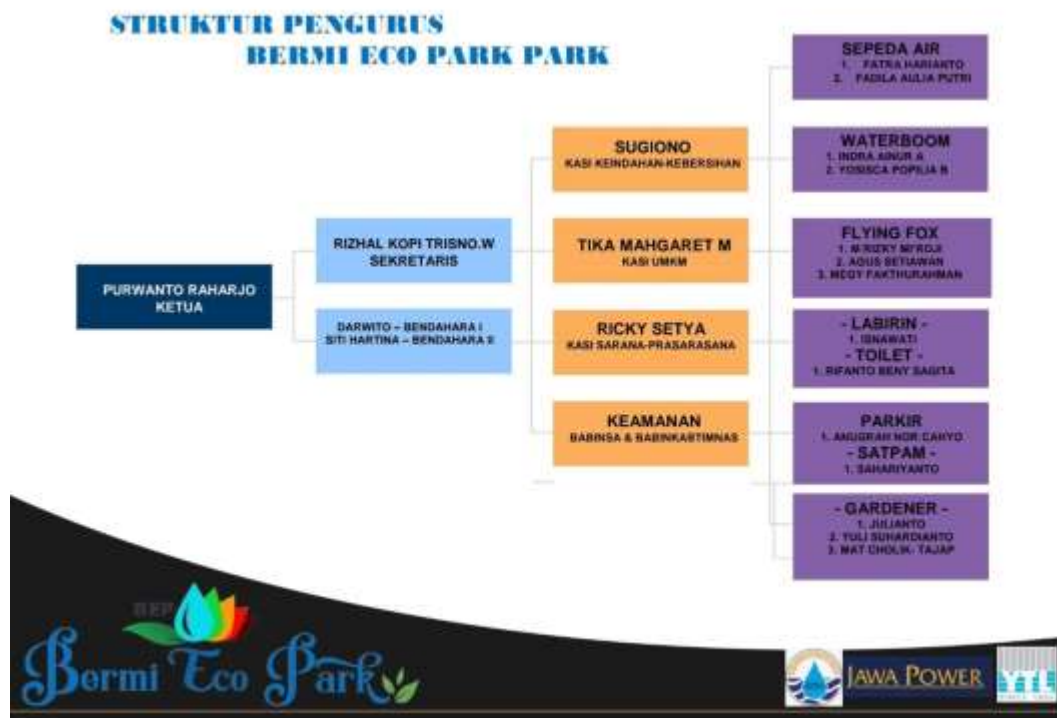 STRUKTUR PENGURUS
BERMI ECO PARK PARK
PURWANTO RAHARJO
KETUA
RIZHAL KOPI TRISNO.W
SEKRETARIS
DARWITO – BENDAHARA I
SITI HARTINA – BENDAHARA II
SUGIONO
KASI KEINDAHAN-KEBERSIHAN
TIKA MAHGARET M
KASI UMKM
RICKY SETYA
KASI SARANA-PRASARASANA
KEAMANAN
BABINSA & BABINKABTIMNAS
SEPEDA AIR
1. FATRA HARIANTO
2. FADILA AULIA PUTRI
WATERBOOM
1. INDRA AINUR A
2. YOSISCA POPILIA B
FLYING FOX
1. M RIZKY MI'ROJI
2. AGUS SETIAWAN
3. MEGY FAKTHURAHMAN
- LABIRIN -
1. ISNAWATI
- TOILET -
1. RIFANTO BENY SAGITA
PARKIR
1. ANUGRAH NOR CAHYO
- SATPAM -
1. SAHARIYANTO
- GARDENER -
1. JULIANTO
2. YULI SUHARDIANTO
3. MAT CHOLIK- TAJAP
BEP
Bermi Eco Park
JAWA POWER
YTL